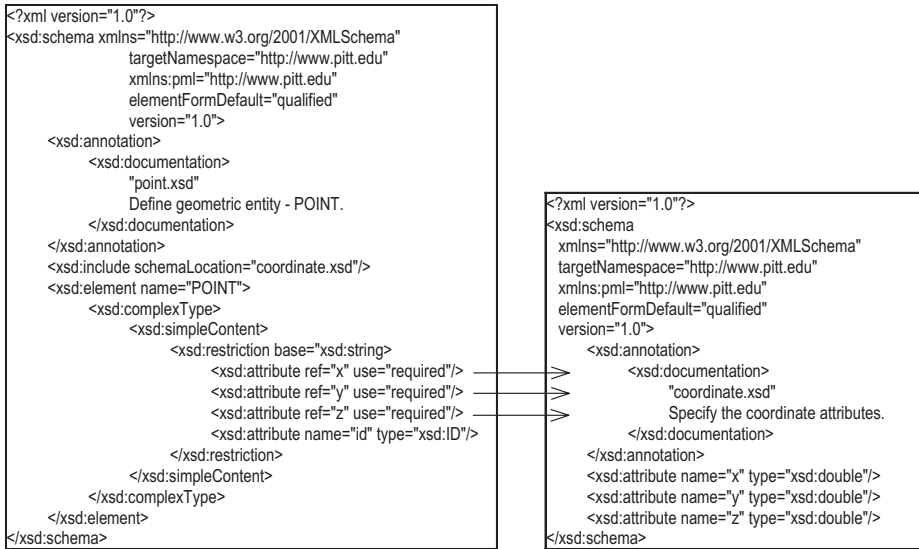 <?xml version="1.0"?>
<xsd:schema xmlns="http://www.w3.org/2001/XMLSchema"
targetNamespace="http://www.pitt.edu"
xmlns:pml="http://www.pitt.edu"
elementFormDefault="qualified"
version="1.0">
<xsd:annotation>
<xsd:documentation>
"point.xsd"
Define geometric entity - POINT.
</xsd:documentation>
</xsd:annotation>
<xsd:include schemaLocation="coordinate.xsd"/>
<xsd:element name="POINT">
<xsd:complexType>
<xsd:simpleContent>
<xsd:restriction base="xsd:string>
<xsd:attribute ref="x" use="required"/>
<xsd:attribute ref="y" use="required"/>
<xsd:attribute ref="z" use="required"/>
<xsd:attribute name="id" type="xsd:ID"/>
</xsd:restriction>
</xsd:simpleContent>
</xsd:complexType>
</xsd:element>
</xsd:schema>
<?xml version="1.0"?>
<xsd:schema
xmlns="http://www.w3.org/2001/XMLSchema"
targetNamespace="http://www.pitt.edu"
xmlns:pml="http://www.pitt.edu"
elementFormDefault="qualified"
version="1.0">
<xsd:annotation>
<xsd:documentation>
"coordinate.xsd"
Specify the coordinate attributes.
</xsd:documentation>
</xsd:annotation>
<xsd:attribute name="x" type="xsd:double"/>
<xsd:attribute name="y" type="xsd:double"/>
<xsd:attribute name="z" type="xsd:double"/>
</xsd:schema>